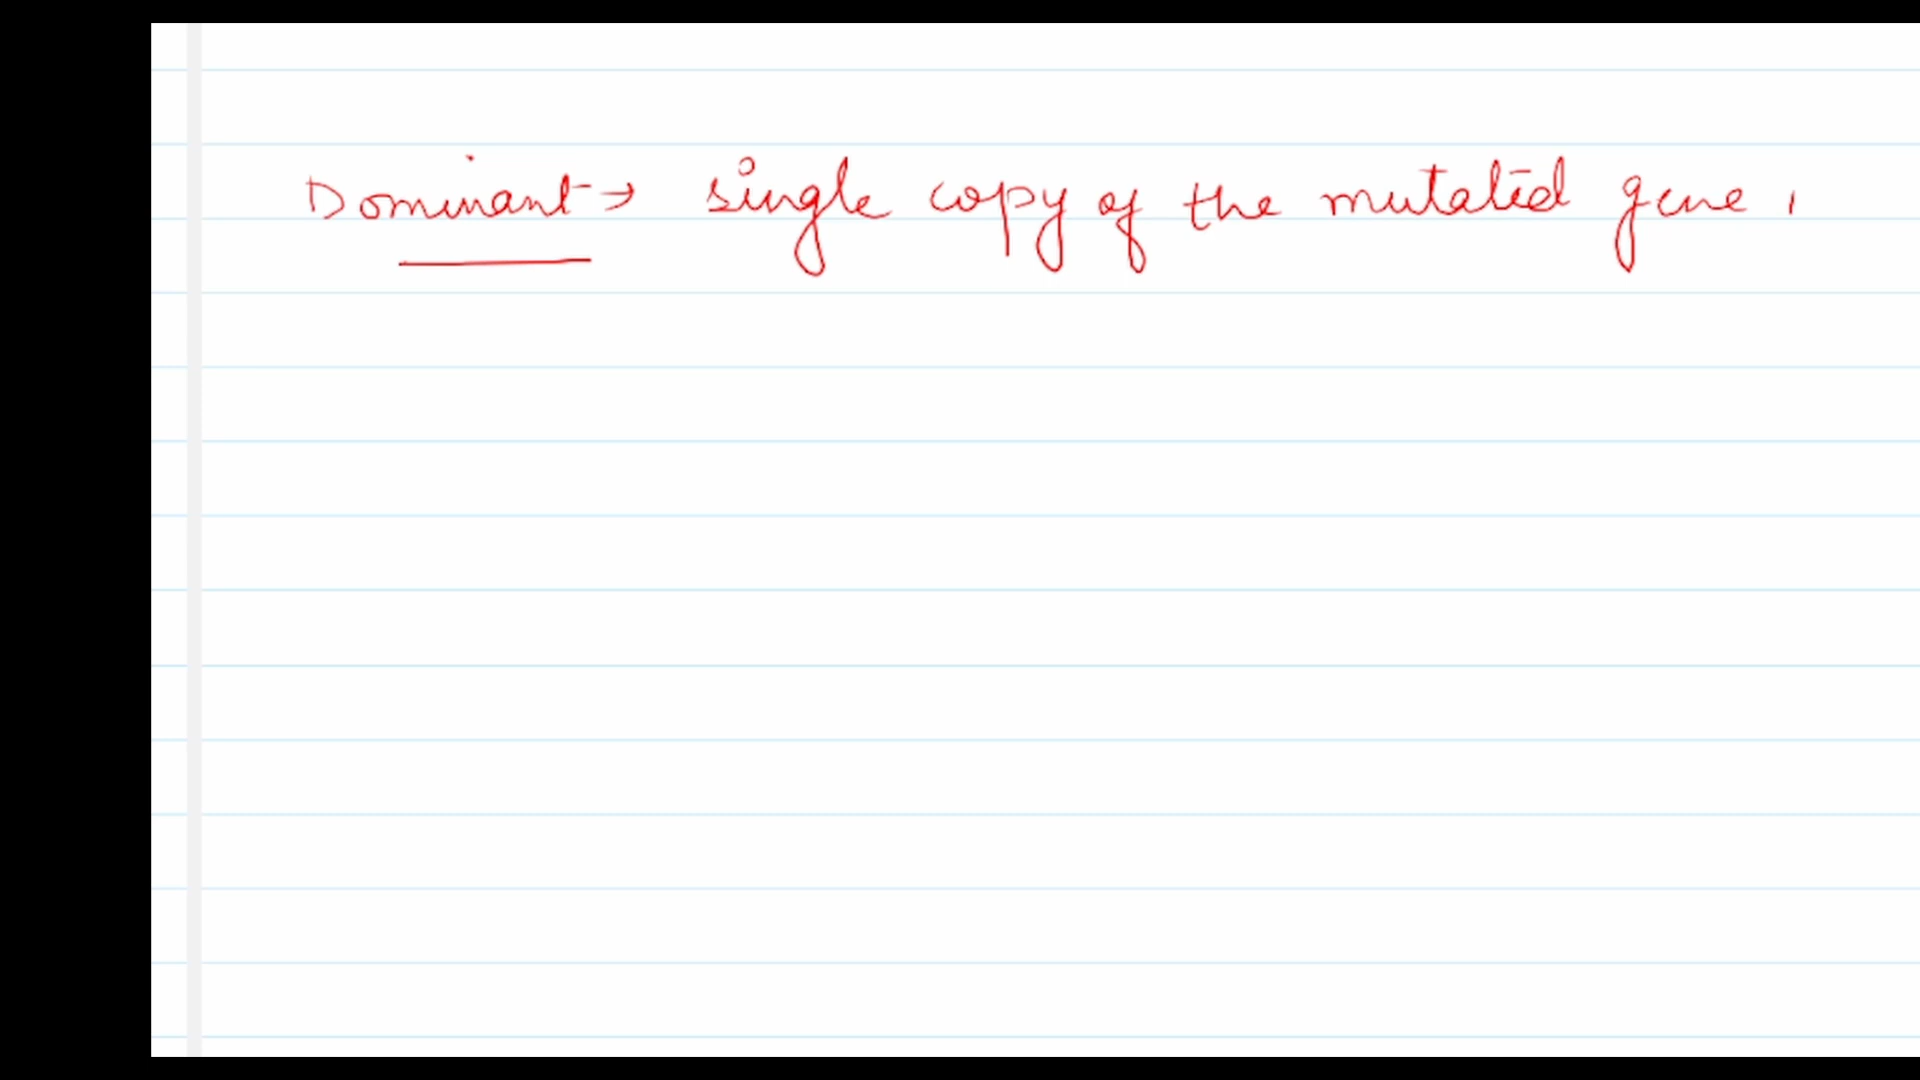 Dominant → single copy of the mutated gene